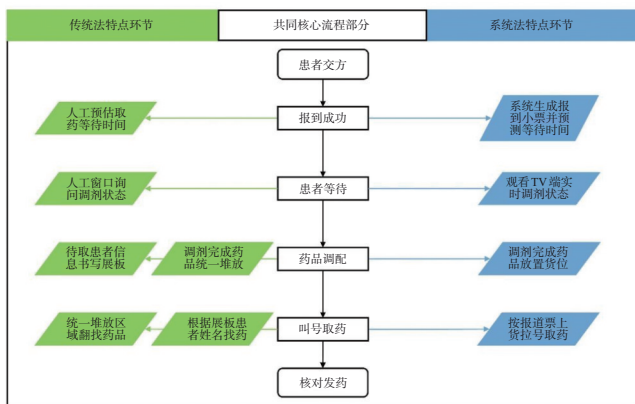 传统法特点环节
共同核心流程部分
系统法特点环节
患者交方
人工预估取
药等待时间
报到成功
系统生成报
到小票并预
测等待时间
人工窗口询
问调剂状态
患者等待
观看TV端实
时调剂状态
待取患者信
息书写展板
调剂完成药
品统一堆放
药品调配
调剂完成药
品放置货位
统一堆放区
域翻找药品
根据展板患
者姓名找药
叫号取药
按报道票上
货拉号取药
核对发药